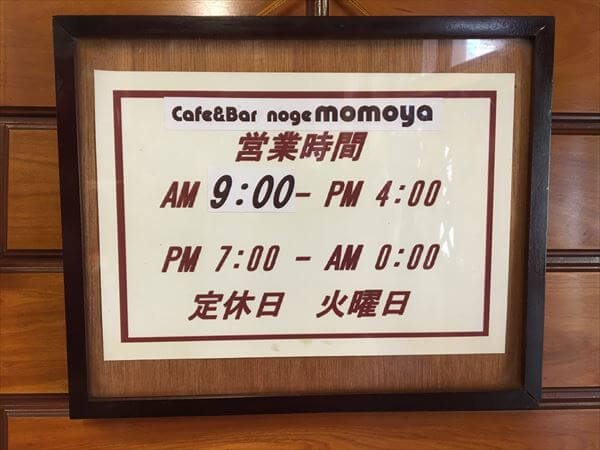 Cafe&Bar noge momoya
営業時間
AM 9:00 - PM 4:00
PM 7:00 - AM 0:00
定休日 火曜日